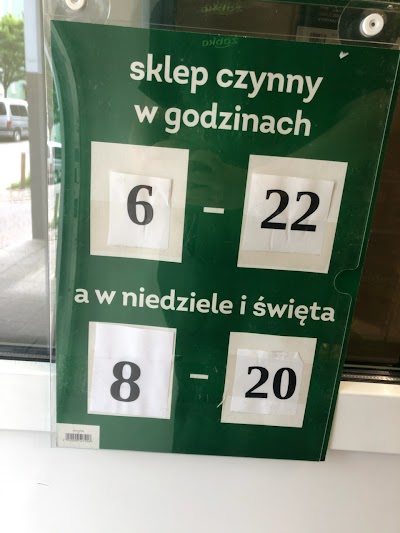 sklep czynny
w godzinach
6 – 22
a w niedziele i święta
8 – 20